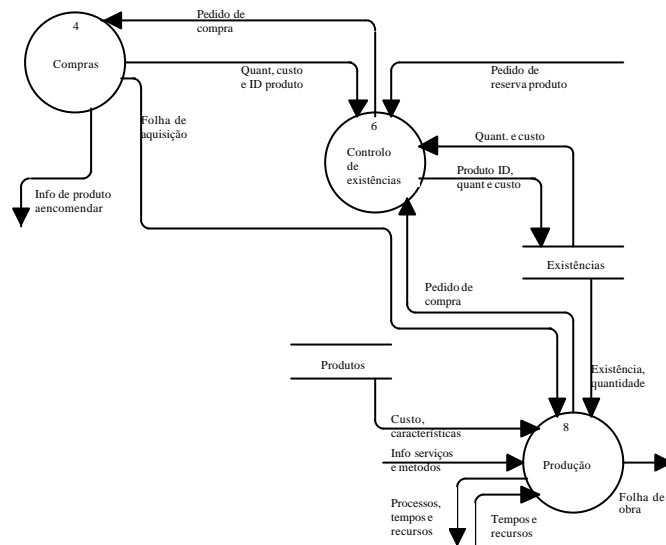 4
Compras
Pedido de
compra
Quant, custo
e ID produto
Pedido de
reserva produto
Folha de
aquisição
6
Controlo
de
existências
Quant. e custo
Produto ID,
quant e custo
Info de produto
aencomendar
Existências
Pedido de
compra
Produtos
Existência,
quantidade
Custo,
características
8
Produção
Info serviços
e metodos
Folha de
obra
Processos,
tempos e
recursos
Tempos e
recursos